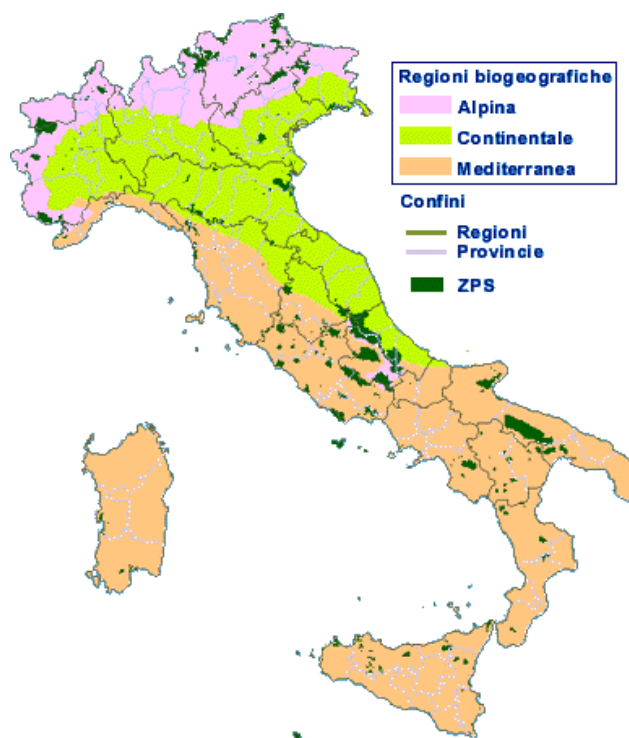 Regioni biogeografiche
Alpina
Continentale
Mediterranea
Confini
Regioni
Provincie
ZPS